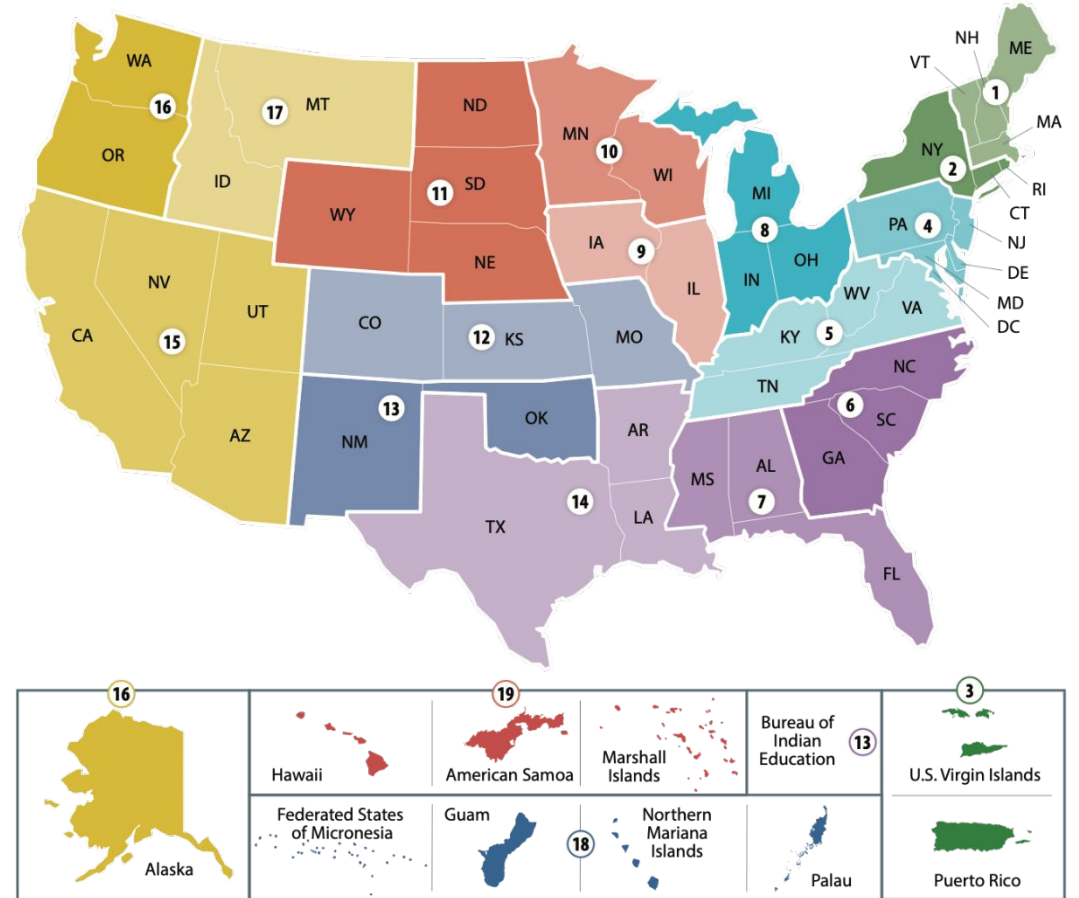 WA
16
OR
17
MT
ID
ND
SD
11
WY
NE
MN
10
WI
IA
9
IL
MI
8
IN
OH
VT
NH
ME
1
MA
NY
2
RI
CT
PA
4
NJ
DE
MD
DC
CA
NV
UT
15
AZ
CO
12
KS
MO
13
NM
OK
WV
VA
KY
5
TN
NC
6
SC
GA
AR
14
TX
LA
MS
AL
7
FL
16
Alaska
19
Hawaii
American Samoa
Marshall
Islands
Bureau of
Indian
Education
13
3
U.S. Virgin Islands
Puerto Rico
Federated States
of Micronesia
Guam
18
Northern
Mariana
Islands
Palau